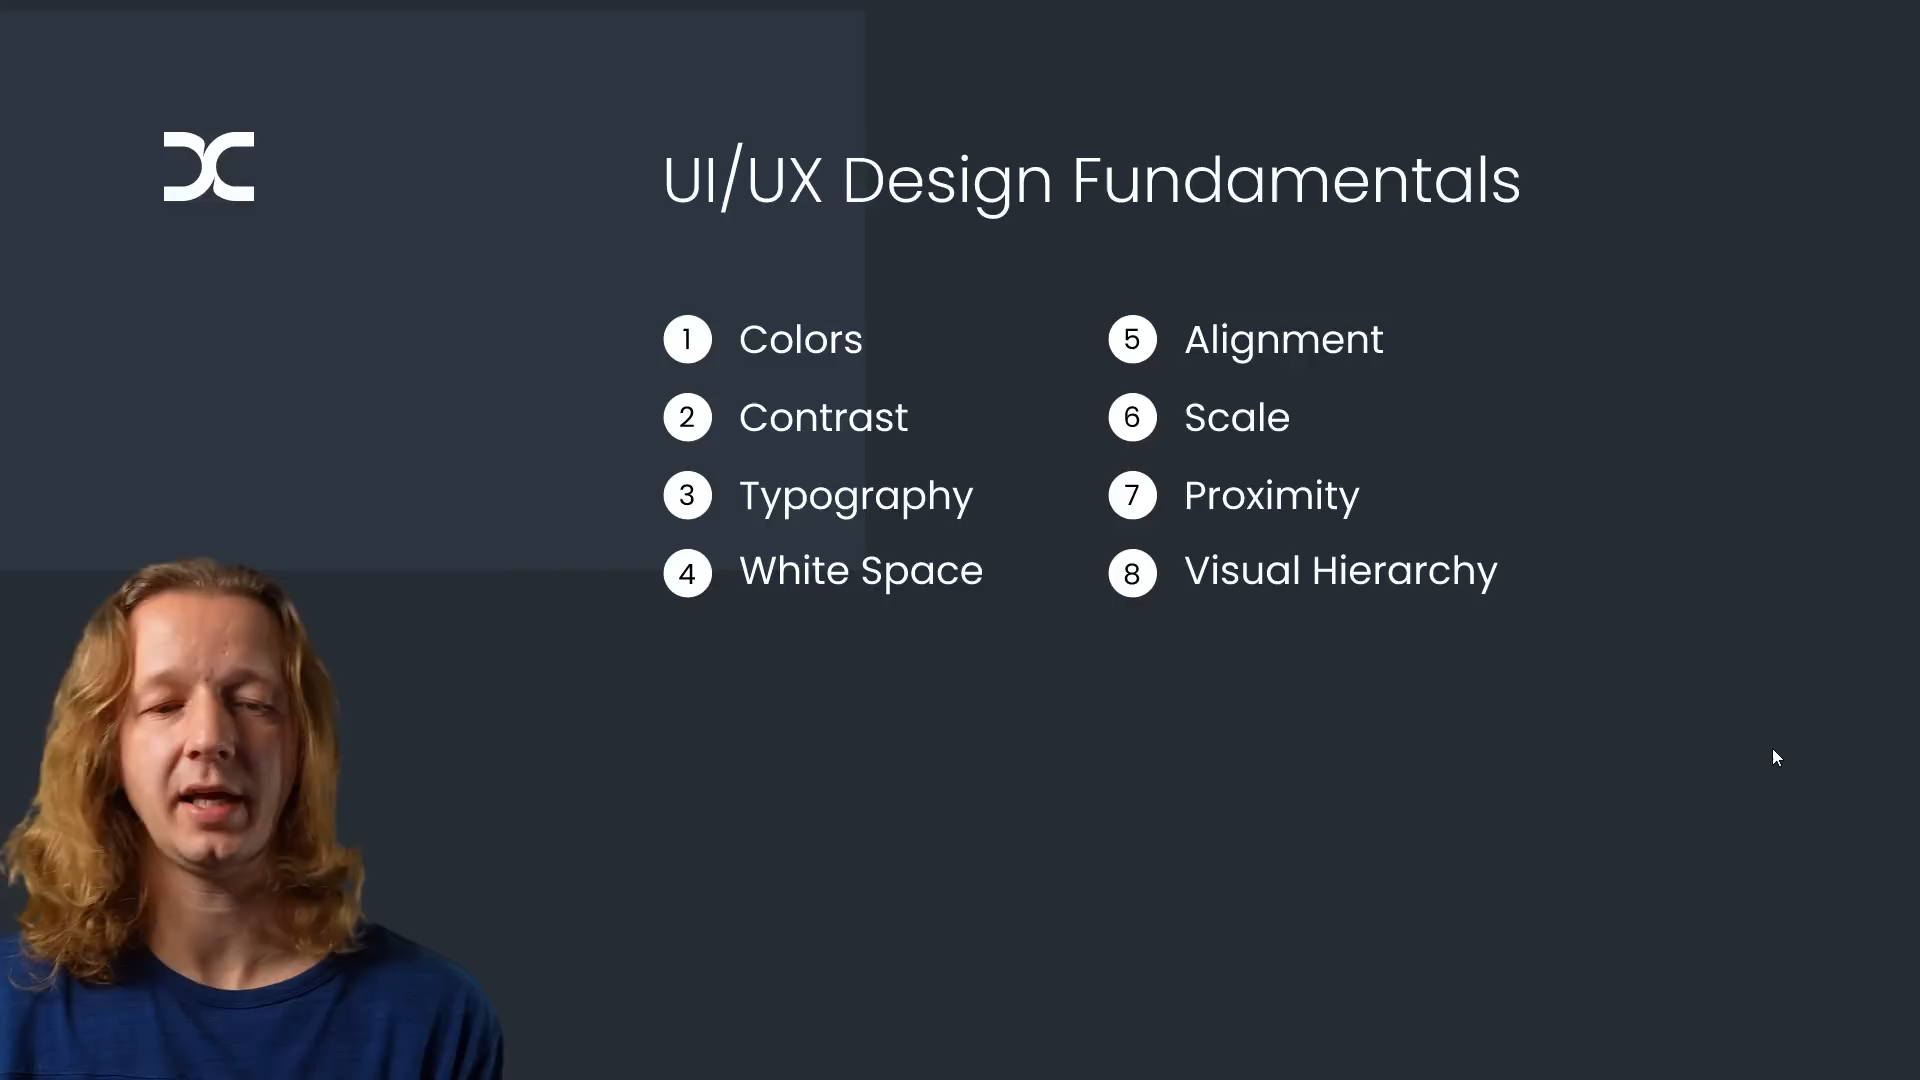 UI/UX Design Fundamentals
1 Colors
2 Contrast
3 Typography
4 White Space
5 Alignment
6 Scale
7 Proximity
8 Visual Hierarchy